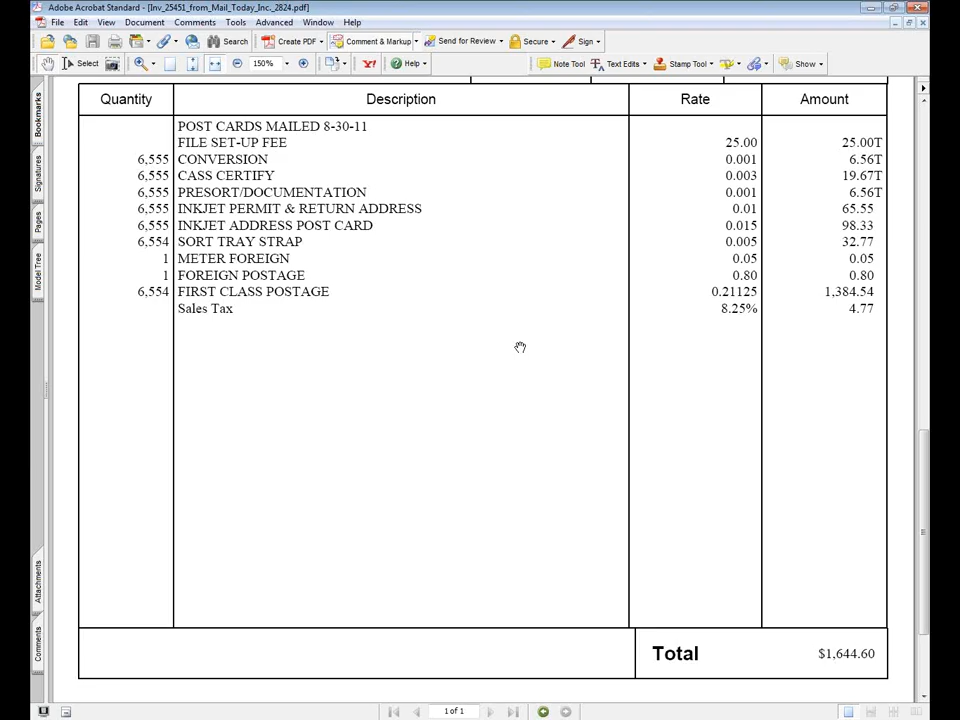 Adobe Acrobat Standard - [Inv_25451_from_Mail_Today_Inc._2824.pdf]
File Edit View Document Comments Tools Advanced Window Help
Search Create PDF Comment & Markup Send for Review Secure Sign
Select 150% Y! Help Note Tool Text Edits Stamp Tool Show
Bookmarks
Signatures
Pages
Model Tree
Attachments
Comments
Quantity Description Rate Amount
POST CARDS MAILED 8-30-11
FILE SET-UP FEE 25.00 25.00T
6,555 CONVERSION 0.001 6.56T
6,555 CASS CERTIFY 0.003 19.67T
6,555 PRESORT/DOCUMENTATION 0.001 6.56T
6,555 INKJET PERMIT & RETURN ADDRESS 0.01 65.55
6,555 INKJET ADDRESS POST CARD 0.015 98.33
6,554 SORT TRAY STRAP 0.005 32.77
1 METER FOREIGN 0.05 0.05
1 FOREIGN POSTAGE 0.80 0.80
6,554 FIRST CLASS POSTAGE 0.21125 1,384.54
Sales Tax 8.25% 4.77
Total $1,644.60
1 of 1